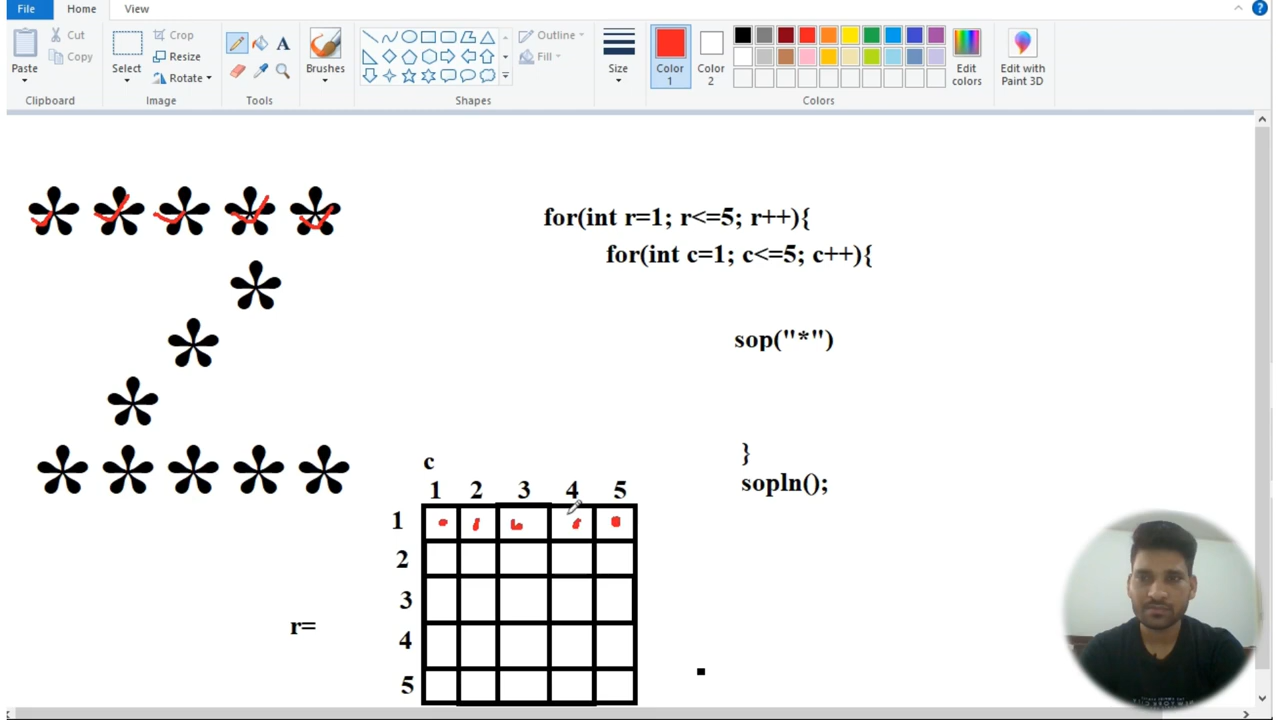 File Home View
Paste Cut Copy Select Crop Resize Rotate A Brushes Outline Fill Size Color 1 Color 2 Edit colors Edit with Paint 3D
Clipboard Image Tools Shapes Colors
* * * * *
*
*
*
* * * * *
for(int r=1; r<=5; r++){
for(int c=1; c<=5; c++){
sop("*")
}
sopln();
c
1 2 3 4 5
1
2
3
r=
4
5